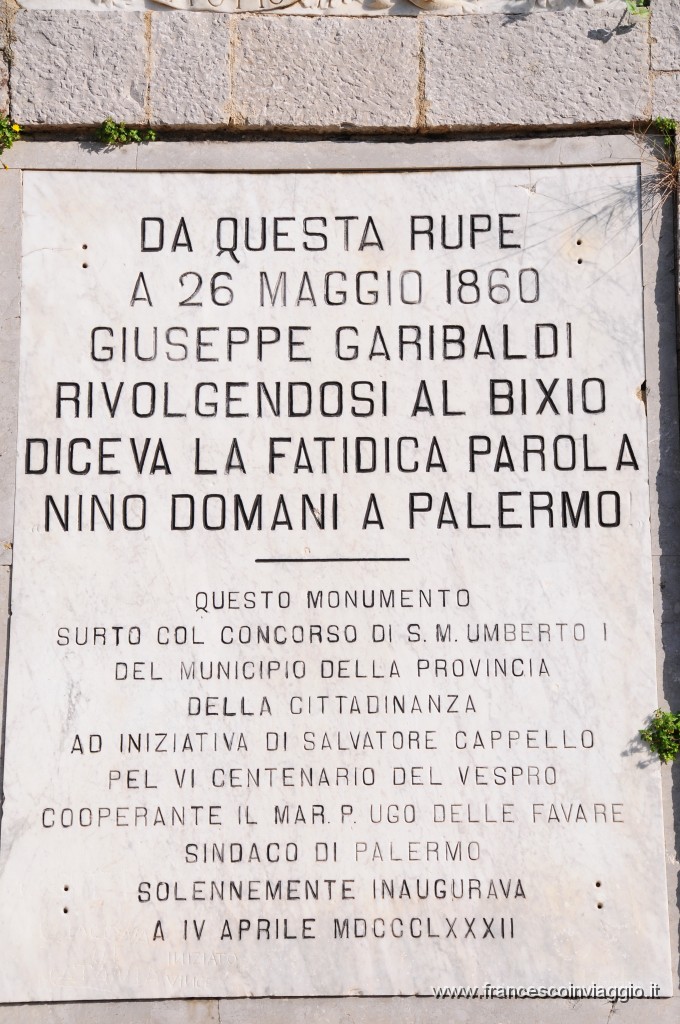 DA QUESTA RUPE
A 26 MAGGIO 1860
GIUSEPPE GARIBALDI
RIVOLGENDOSI AL BIXIO
DICEVA LA FATIDICA PAROLA
NINO DOMANI A PALERMO
QUESTO MONUMENTO
SURTO COL CONCORSO DI S. M. UMBERTO I
DEL MUNICIPIO DELLA PROVINCIA
DELLA CITTADINANZA
AD INIZIATIVA DI SALVATORE CAPPELLO
PEL VI CENTENARIO DEL VESPRO
COOPERANTE IL MAR. P. UGO DELLE FAVARE
SINDACO DI PALERMO
SOLENNEMENTE INAUGURAVA
A IV APRILE MDCCCLXXXII
www.francescoinviaggio.it